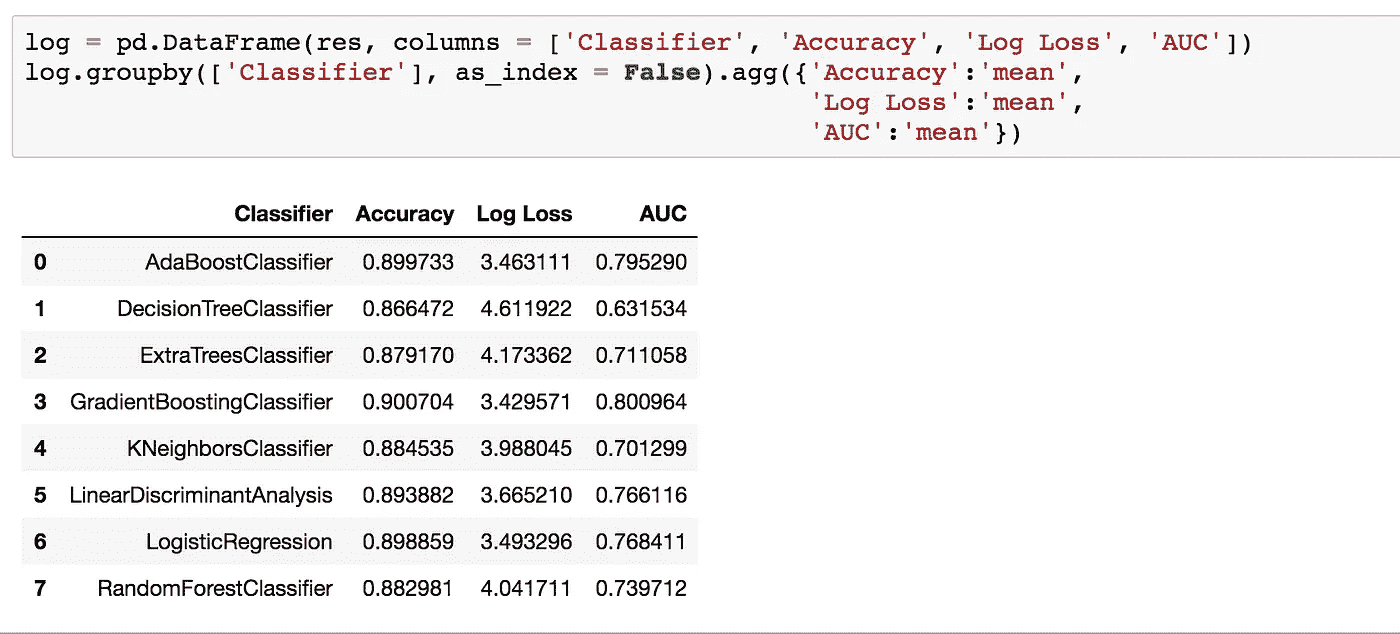 log = pd.DataFrame(res, columns = ['Classifier', 'Accuracy', 'Log Loss', 'AUC'])
log.groupby(['Classifier'], as_index = False).agg({'Accuracy':'mean',
'Log Loss':'mean',
'AUC':'mean'})
Classifier Accuracy Log Loss AUC
0 AdaBoostClassifier 0.899733 3.463111 0.795290
1 DecisionTreeClassifier 0.866472 4.611922 0.631534
2 ExtraTreesClassifier 0.879170 4.173362 0.711058
3 GradientBoostingClassifier 0.900704 3.429571 0.800964
4 KNeighborsClassifier 0.884535 3.988045 0.701299
5 LinearDiscriminantAnalysis 0.893882 3.665210 0.766116
6 LogisticRegression 0.898859 3.493296 0.768411
7 RandomForestClassifier 0.882981 4.041711 0.739712